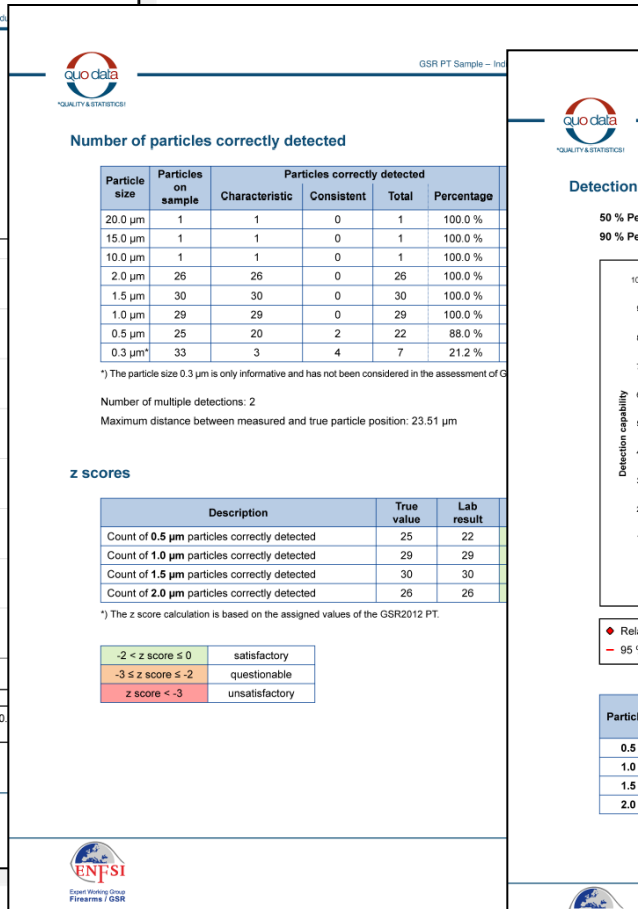 GSR PT Sample – Ind
quo data
"QUALITY & STATISTICS!
Number of particles correctly detected
Particle size Particles on sample Particles correctly detected
Characteristic Consistent Total Percentage
20.0 µm 1 1 0 1 100.0 %
15.0 µm 1 1 0 1 100.0 %
10.0 µm 1 1 0 1 100.0 %
2.0 µm 26 26 0 26 100.0 %
1.5 µm 30 30 0 30 100.0 %
1.0 µm 29 29 0 29 100.0 %
0.5 µm 25 20 2 22 88.0 %
0.3 µm* 33 3 4 7 21.2 %
*) The particle size 0.3 µm is only informative and has not been considered in the assessment of G
Number of multiple detections: 2
Maximum distance between measured and true particle position: 23.51 µm
z scores
Description True value Lab result
Count of 0.5 µm particles correctly detected 25 22
Count of 1.0 µm particles correctly detected 29 29
Count of 1.5 µm particles correctly detected 30 30
Count of 2.0 µm particles correctly detected 26 26
*) The z score calculation is based on the assigned values of the GSR2012 PT.
-2 < z score ≤ 0 satisfactory
-3 ≤ z score ≤ -2 questionable
z score < -3 unsatisfactory
ENFSI
Expert Working Group
Firearms / GSR
quo data
"QUALITY & STATISTICS!
Detection
50 % Pe
90 % Pe
10
Detection capability
Rela
95 %
Particl
0.5
1.0
1.5
2.0